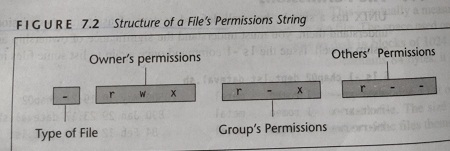 FIGURE 7.2 Structure of a File's Permissions String
Owner's permissions
Others' Permissions
- r w x r - x r - -
Type of File
Group's Permissions